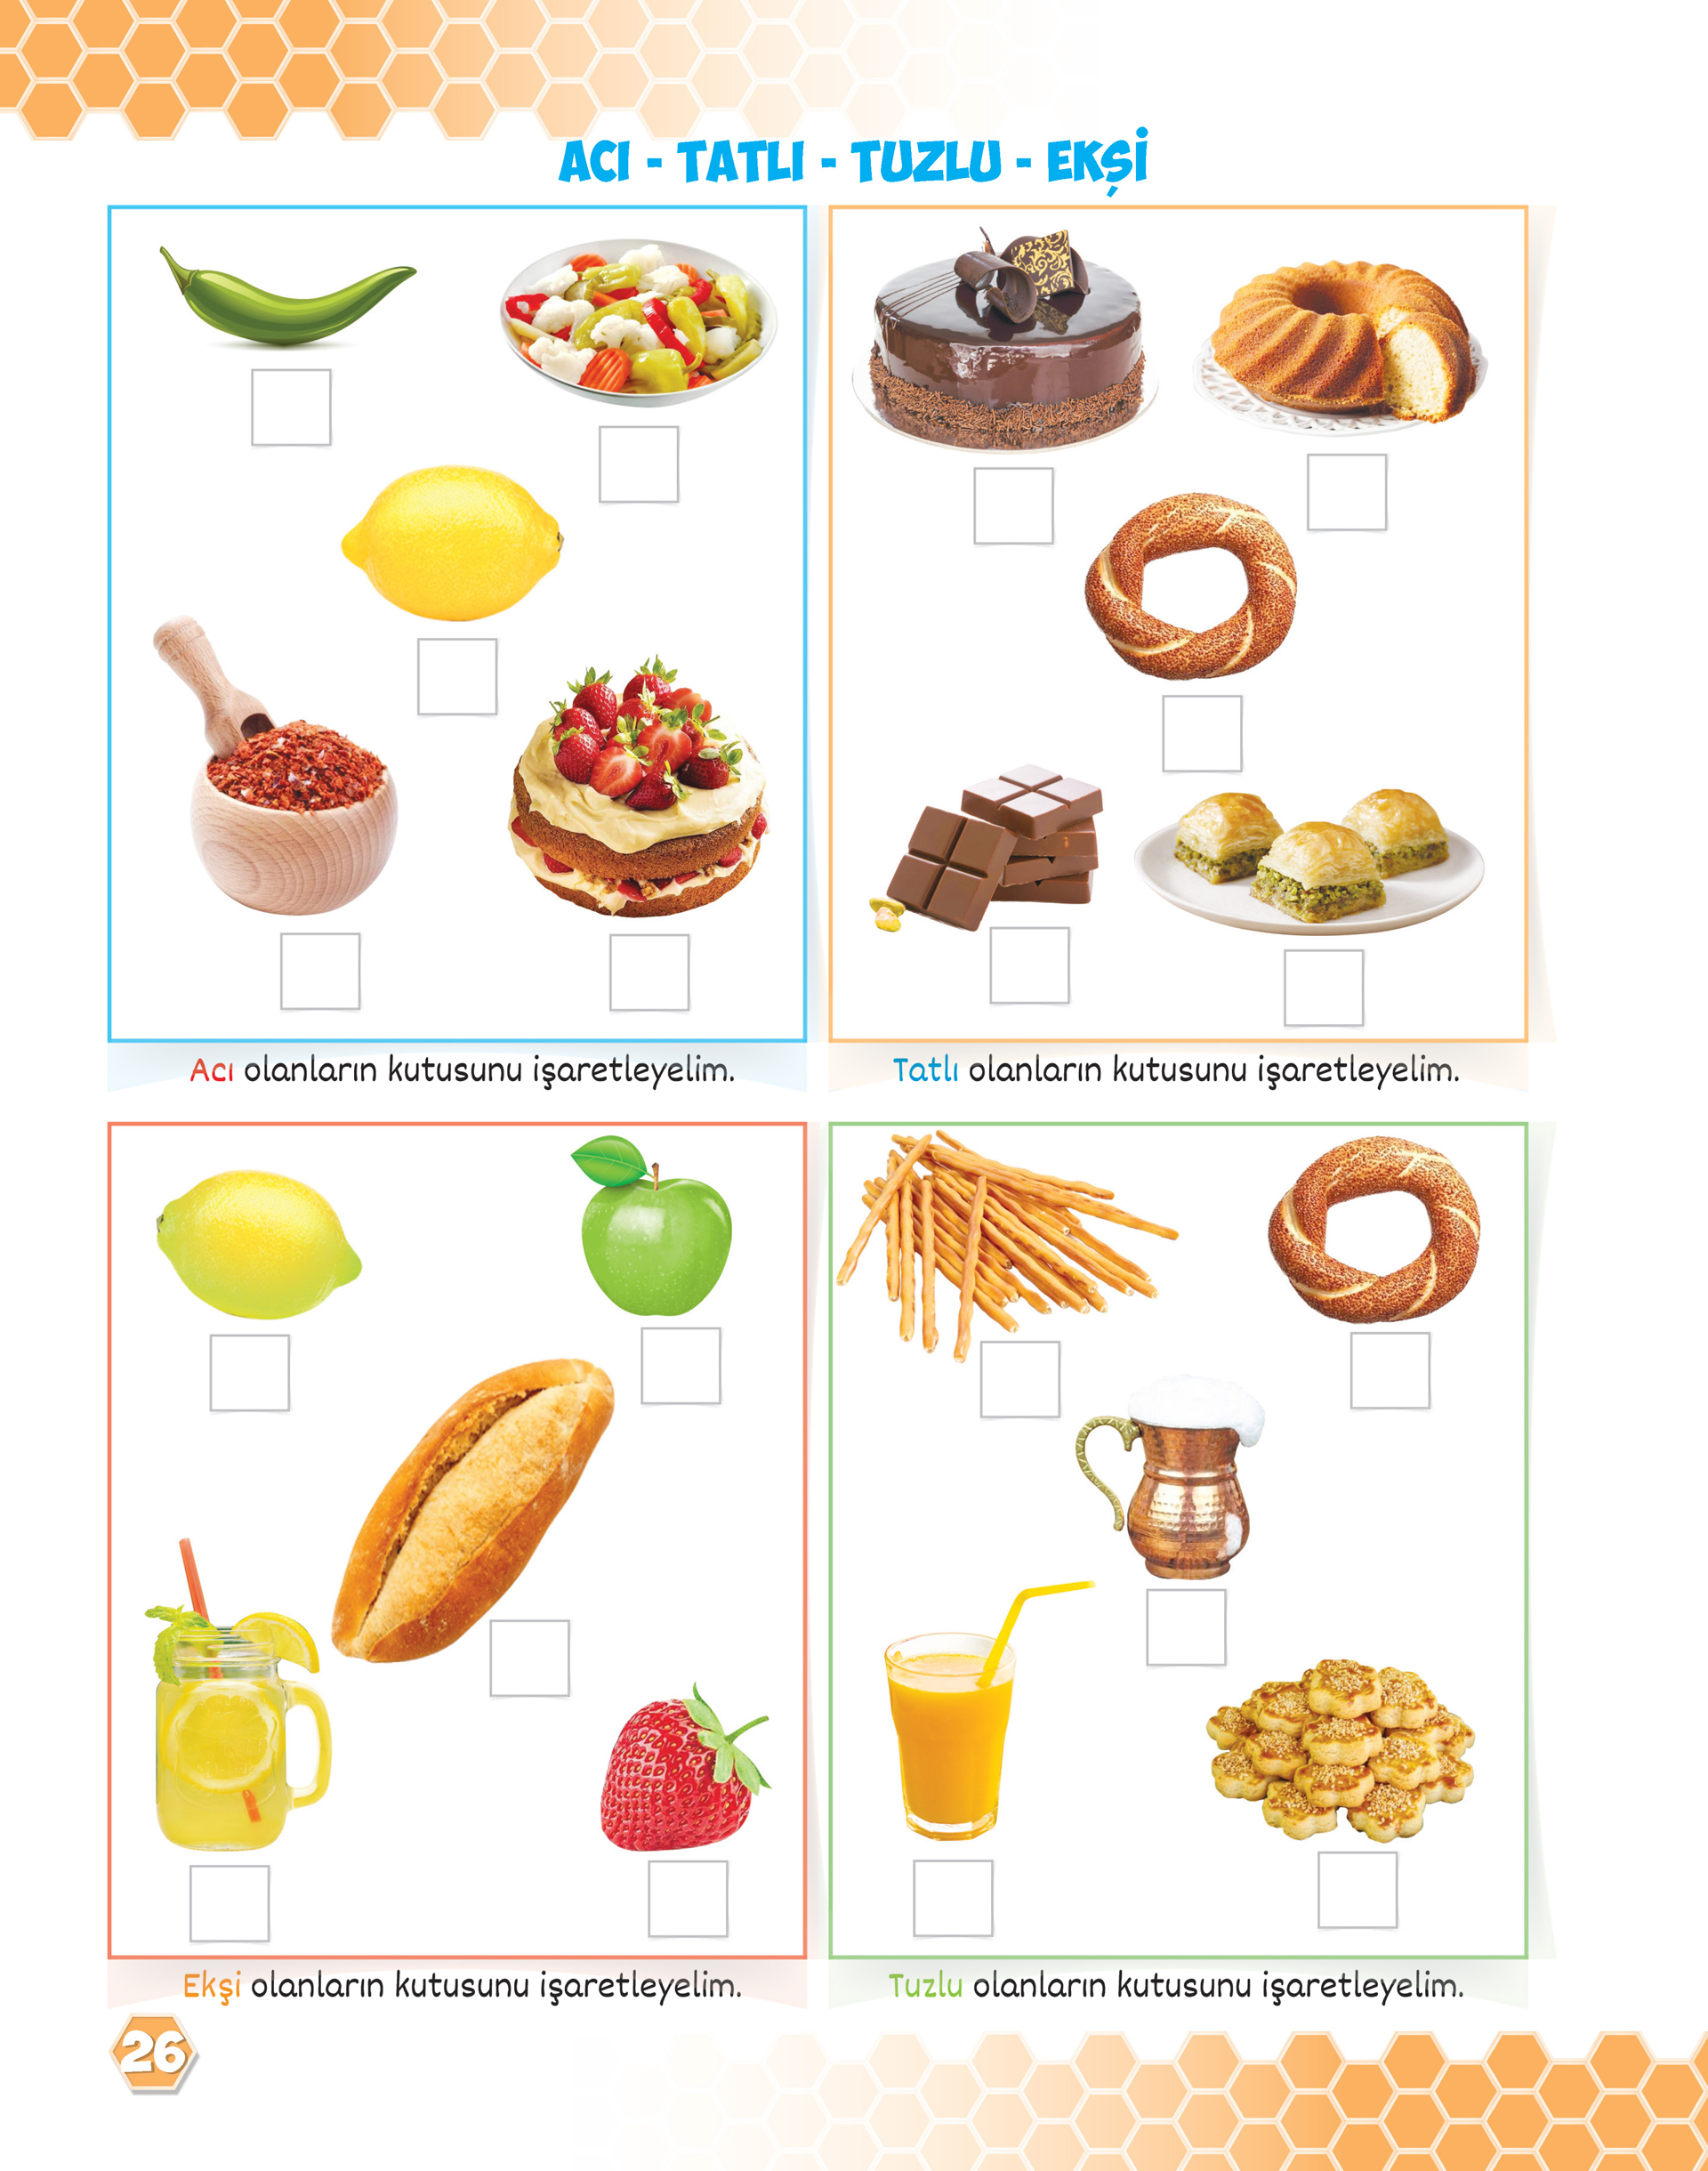 ACI - TATLI - TUZLU - EKŞİ
Acı olanların kutusunu işaretleyelim.
Tatlı olanların kutusunu işaretleyelim.
Ekşi olanların kutusunu işaretleyelim.
Tuzlu olanların kutusunu işaretleyelim.
26